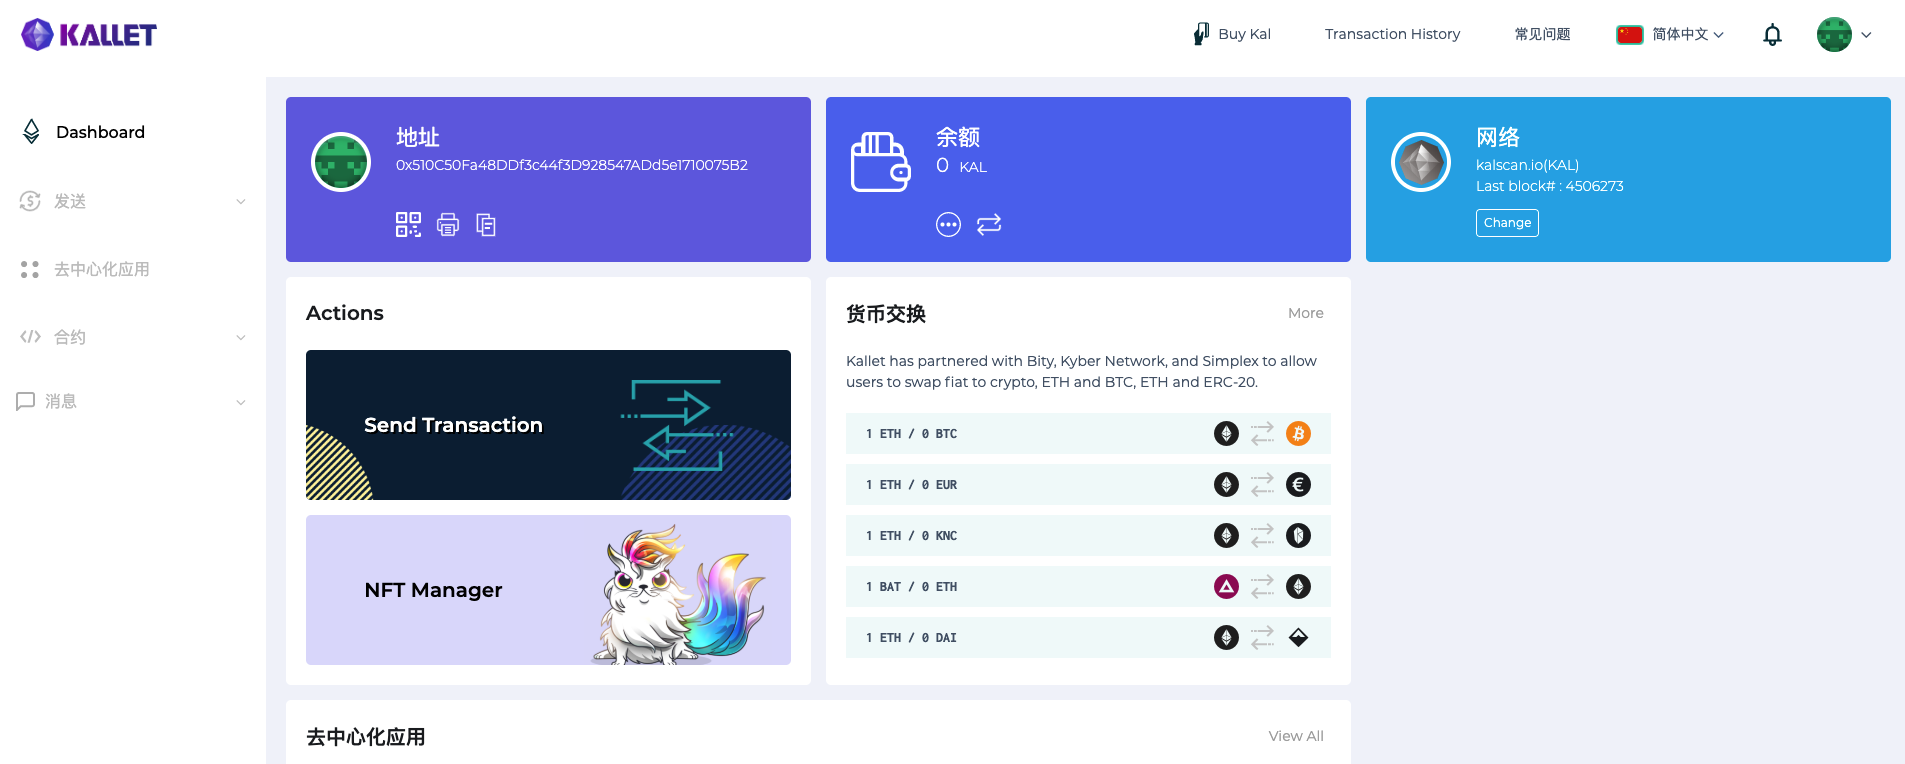 KALLET
Buy Kal
Transaction History
常见问题
简体中文
Dashboard
发送
去中心化应用
合约
消息
地址
0x510C50Fa48DDf3c44f3D928547ADd5e1710075B2
余额
0 KAL
网络
kalscan.io(KAL)
Last block# : 4506273
Change
Actions
Send Transaction
NFT Manager
货币交换
More
Kallet has partnered with Bity, Kyber Network, and Simplex to allow
users to swap fiat to crypto, ETH and BTC, ETH and ERC-20.
1 ETH / 0 BTC
1 ETH / 0 EUR
1 ETH / 0 KNC
1 BAT / 0 ETH
1 ETH / 0 DAI
去中心化应用
View All